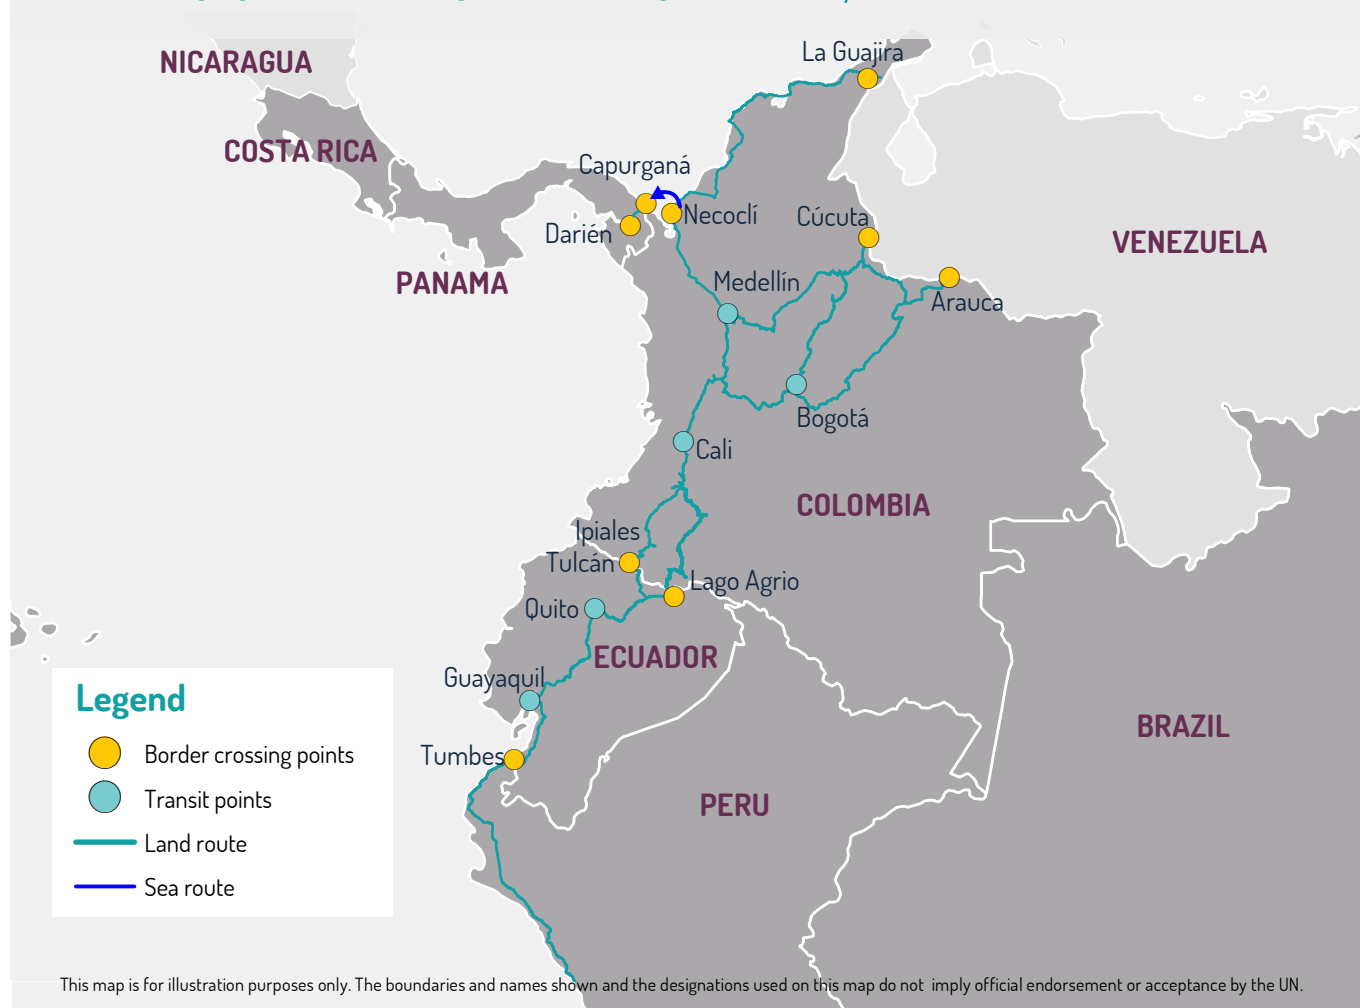 La Guajira
NICARAGUA
COSTA RICA
Capurganá
Necoclí
Cúcuta
Darién
VENEZUELA
PANAMA
Medellín
Arauca
Bogotá
Cali
COLOMBIA
Ipiales
Tulcán
Lago Agrio
Quito
ECUADOR
Guayaquil
Legend
BRAZIL
Border crossing points
Tumbes
Transit points
PERU
Land route
Sea route
This map is for illustration purposes only. The boundaries and names shown and the designations used on this map do not imply official endorsement or acceptance by the UN.